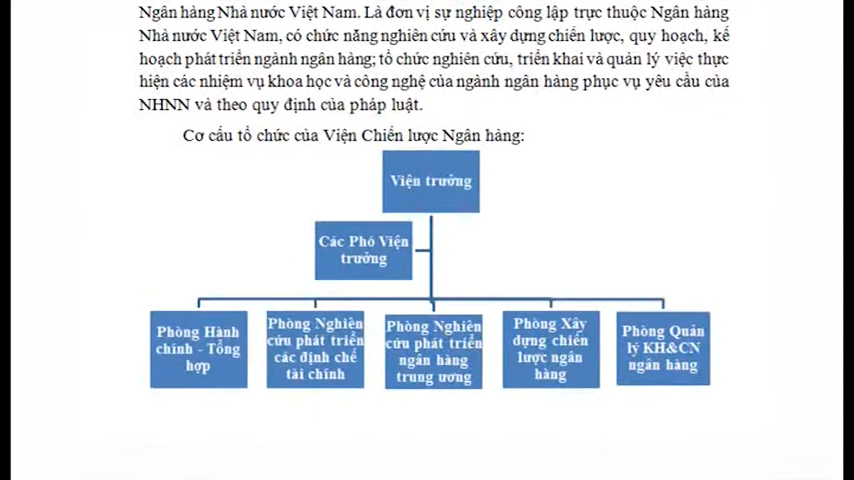 Ngân hàng Nhà nước Việt Nam. Là đơn vị sự nghiệp công lập trực thuộc Ngân hàng
Nhà nước Việt Nam, có chức năng nghiên cứu và xây dựng chiến lược, quy hoạch, kế
hoạch phát triển ngành ngân hàng; tổ chức nghiên cứu, triển khai và quản lý việc thực
hiện các nhiệm vụ khoa học và công nghệ của ngành ngân hàng phục vụ yêu cầu của
NHNN và theo quy định của pháp luật.
Cơ cấu tổ chức của Viện Chiến lược Ngân hàng:
Viện trưởng
Các Phó Viện
trưởng
Phòng Hành
chính - Tổng
hợp
Phòng Nghiên
cứu phát triển
các định chế
tài chính
Phòng Nghiên
cứu phát triển
ngân hàng
trung ương
Phòng Xây
dựng chiến
lược ngân
hàng
Phòng Quản
lý KH&CN
ngân hàng